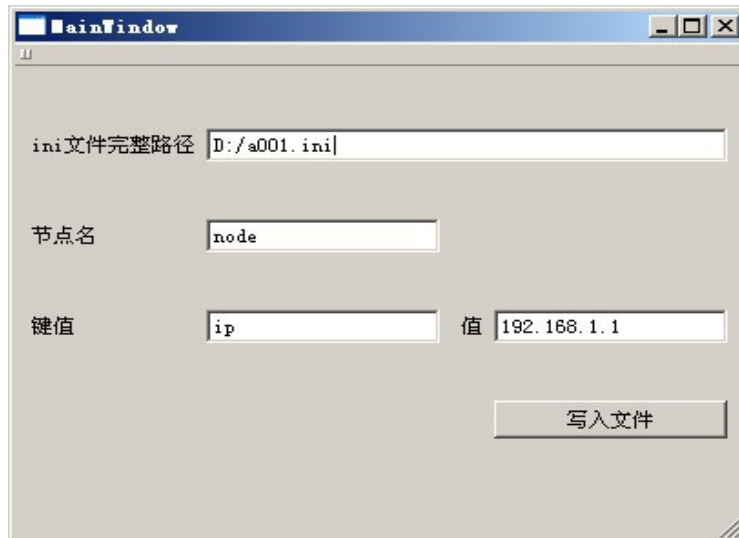 MainWindow
ini文件完整路径 D:/a001.ini
节点名 node
键值 ip 值 192.168.1.1
写入文件